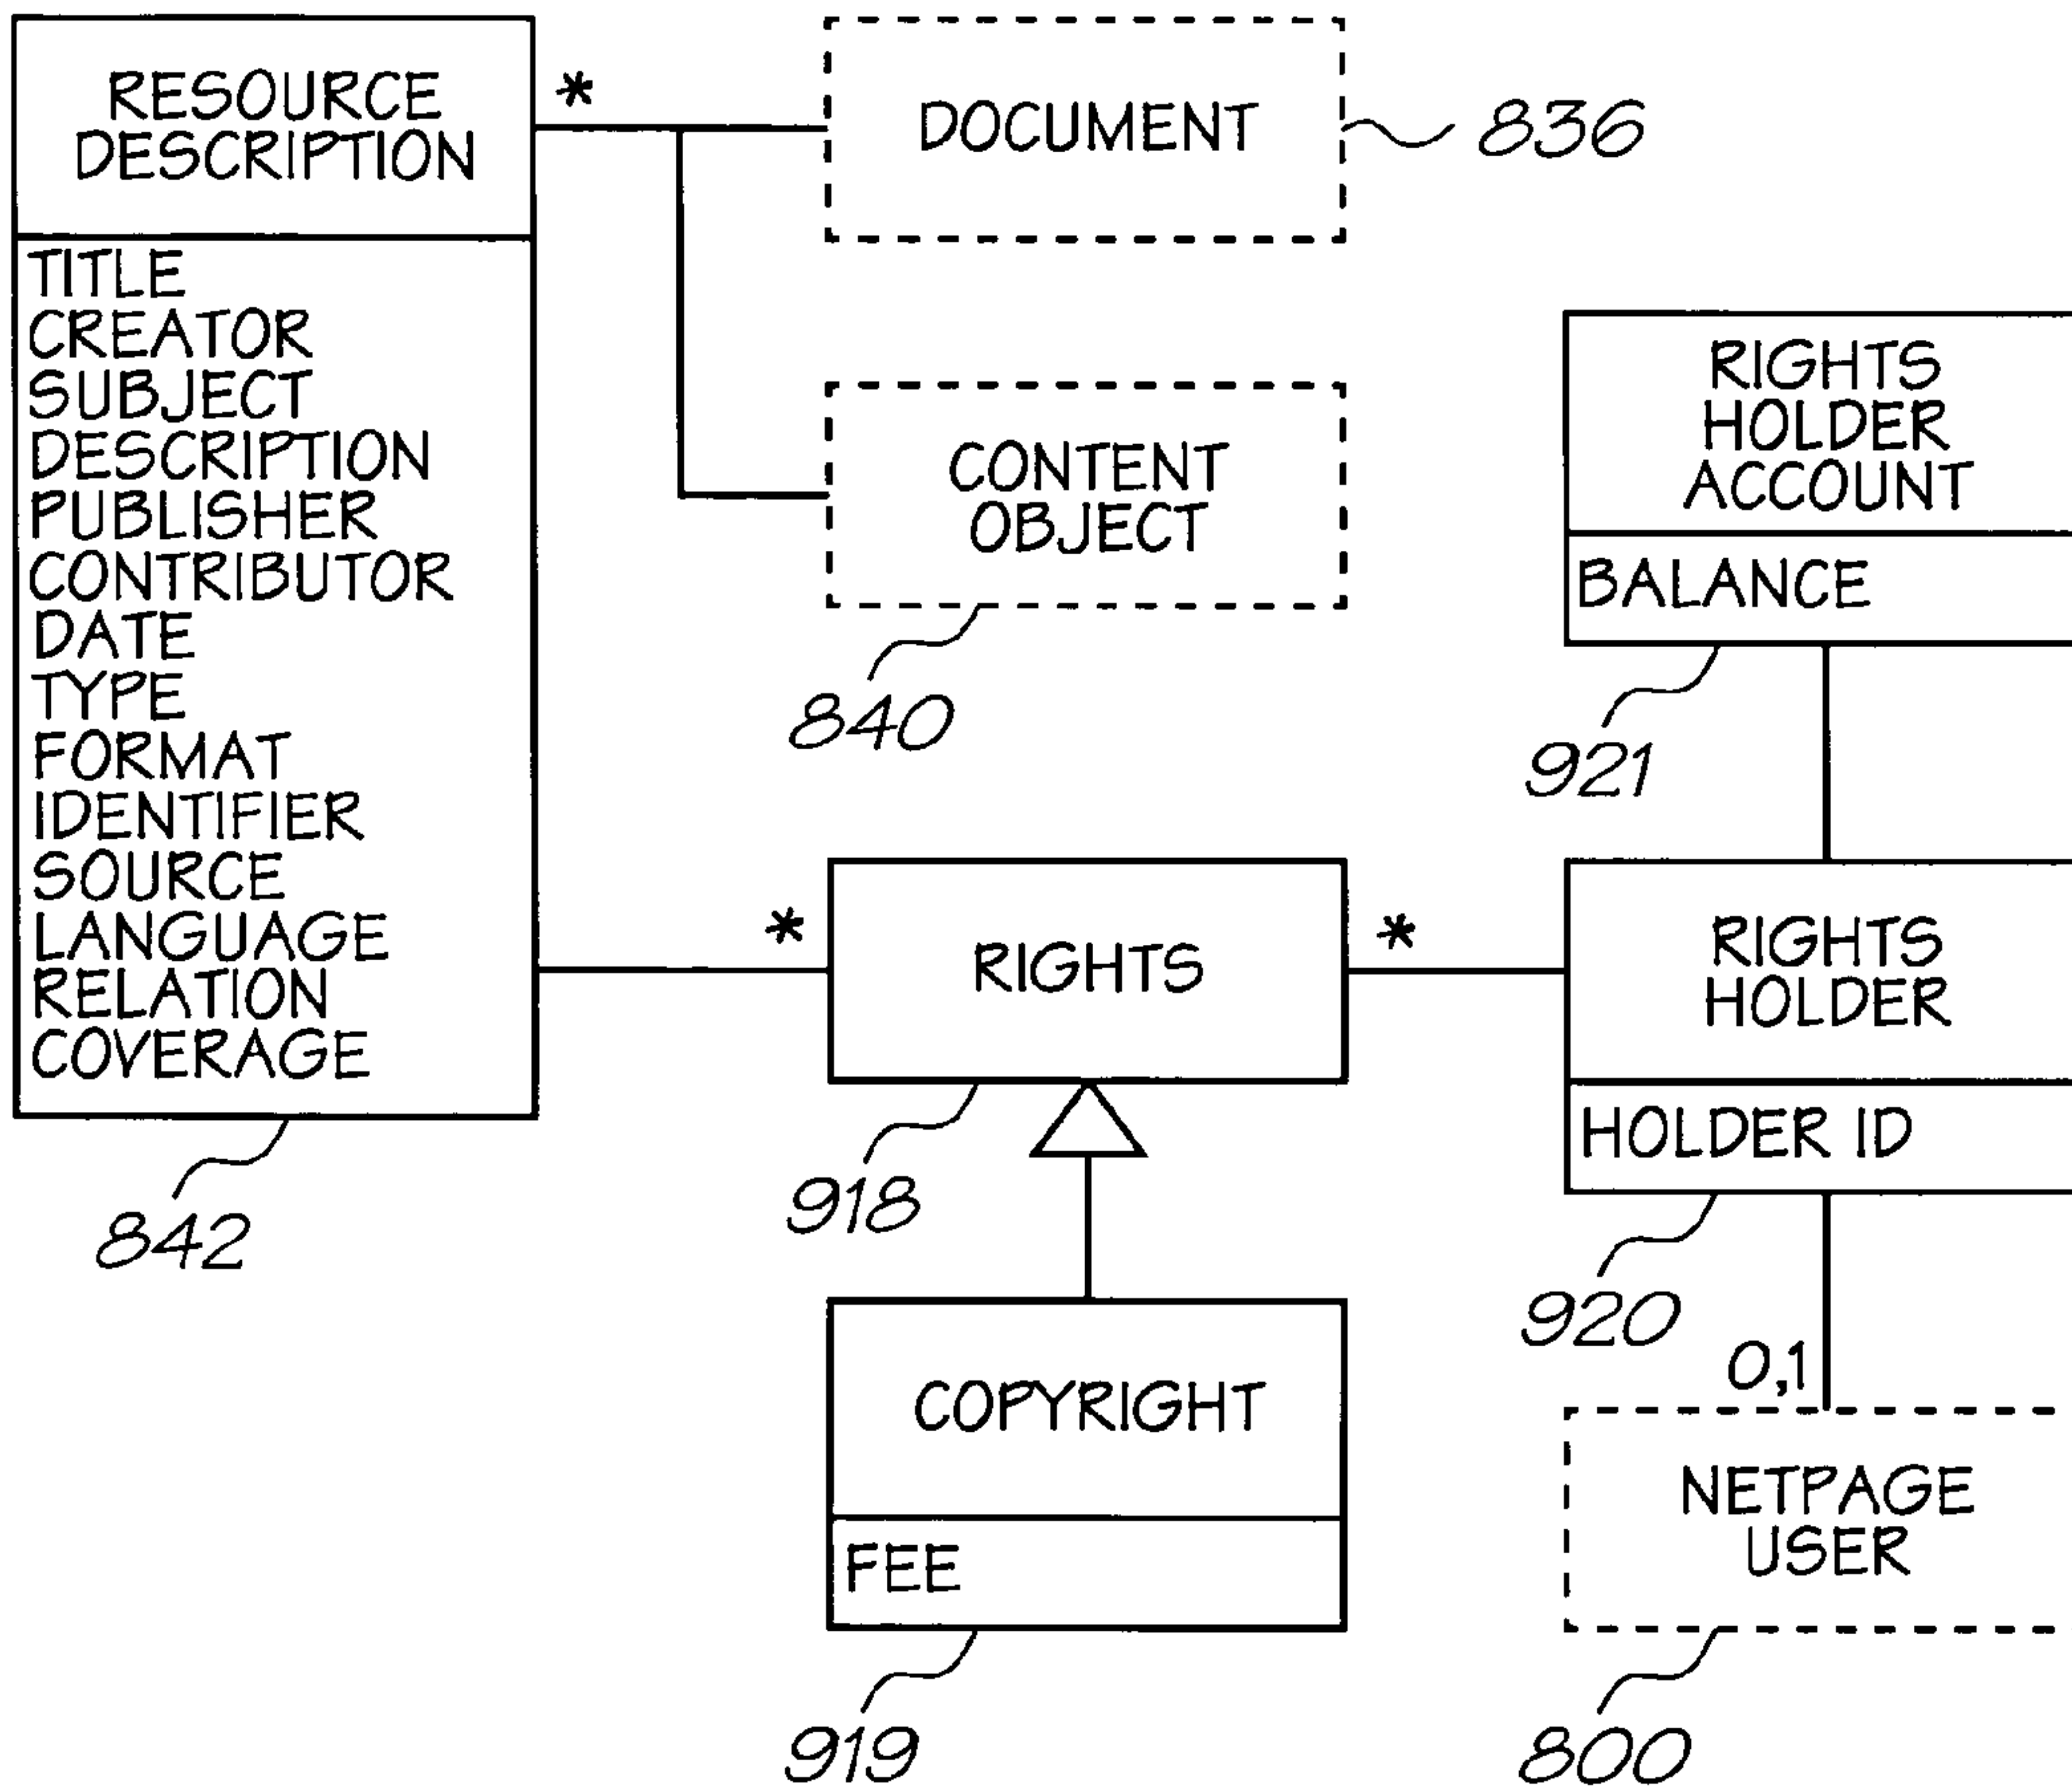 RESOURCE
DESCRIPTION
TITLE
CREATOR
SUBJECT
DESCRIPTION
PUBLISHER
CONTRIBUTOR
DATE
TYPE
FORMAT
IDENTIFIER
SOURCE
LANGUAGE
RELATION
COVERAGE
842
*
DOCUMENT
836
CONTENT
OBJECT
840
RIGHTS
HOLDER
ACCOUNT
BALANCE
921
*
RIGHTS
918
*
RIGHTS
HOLDER
HOLDER ID
920
COPYRIGHT
FEE
919
0,1
NETPAGE
USER
800